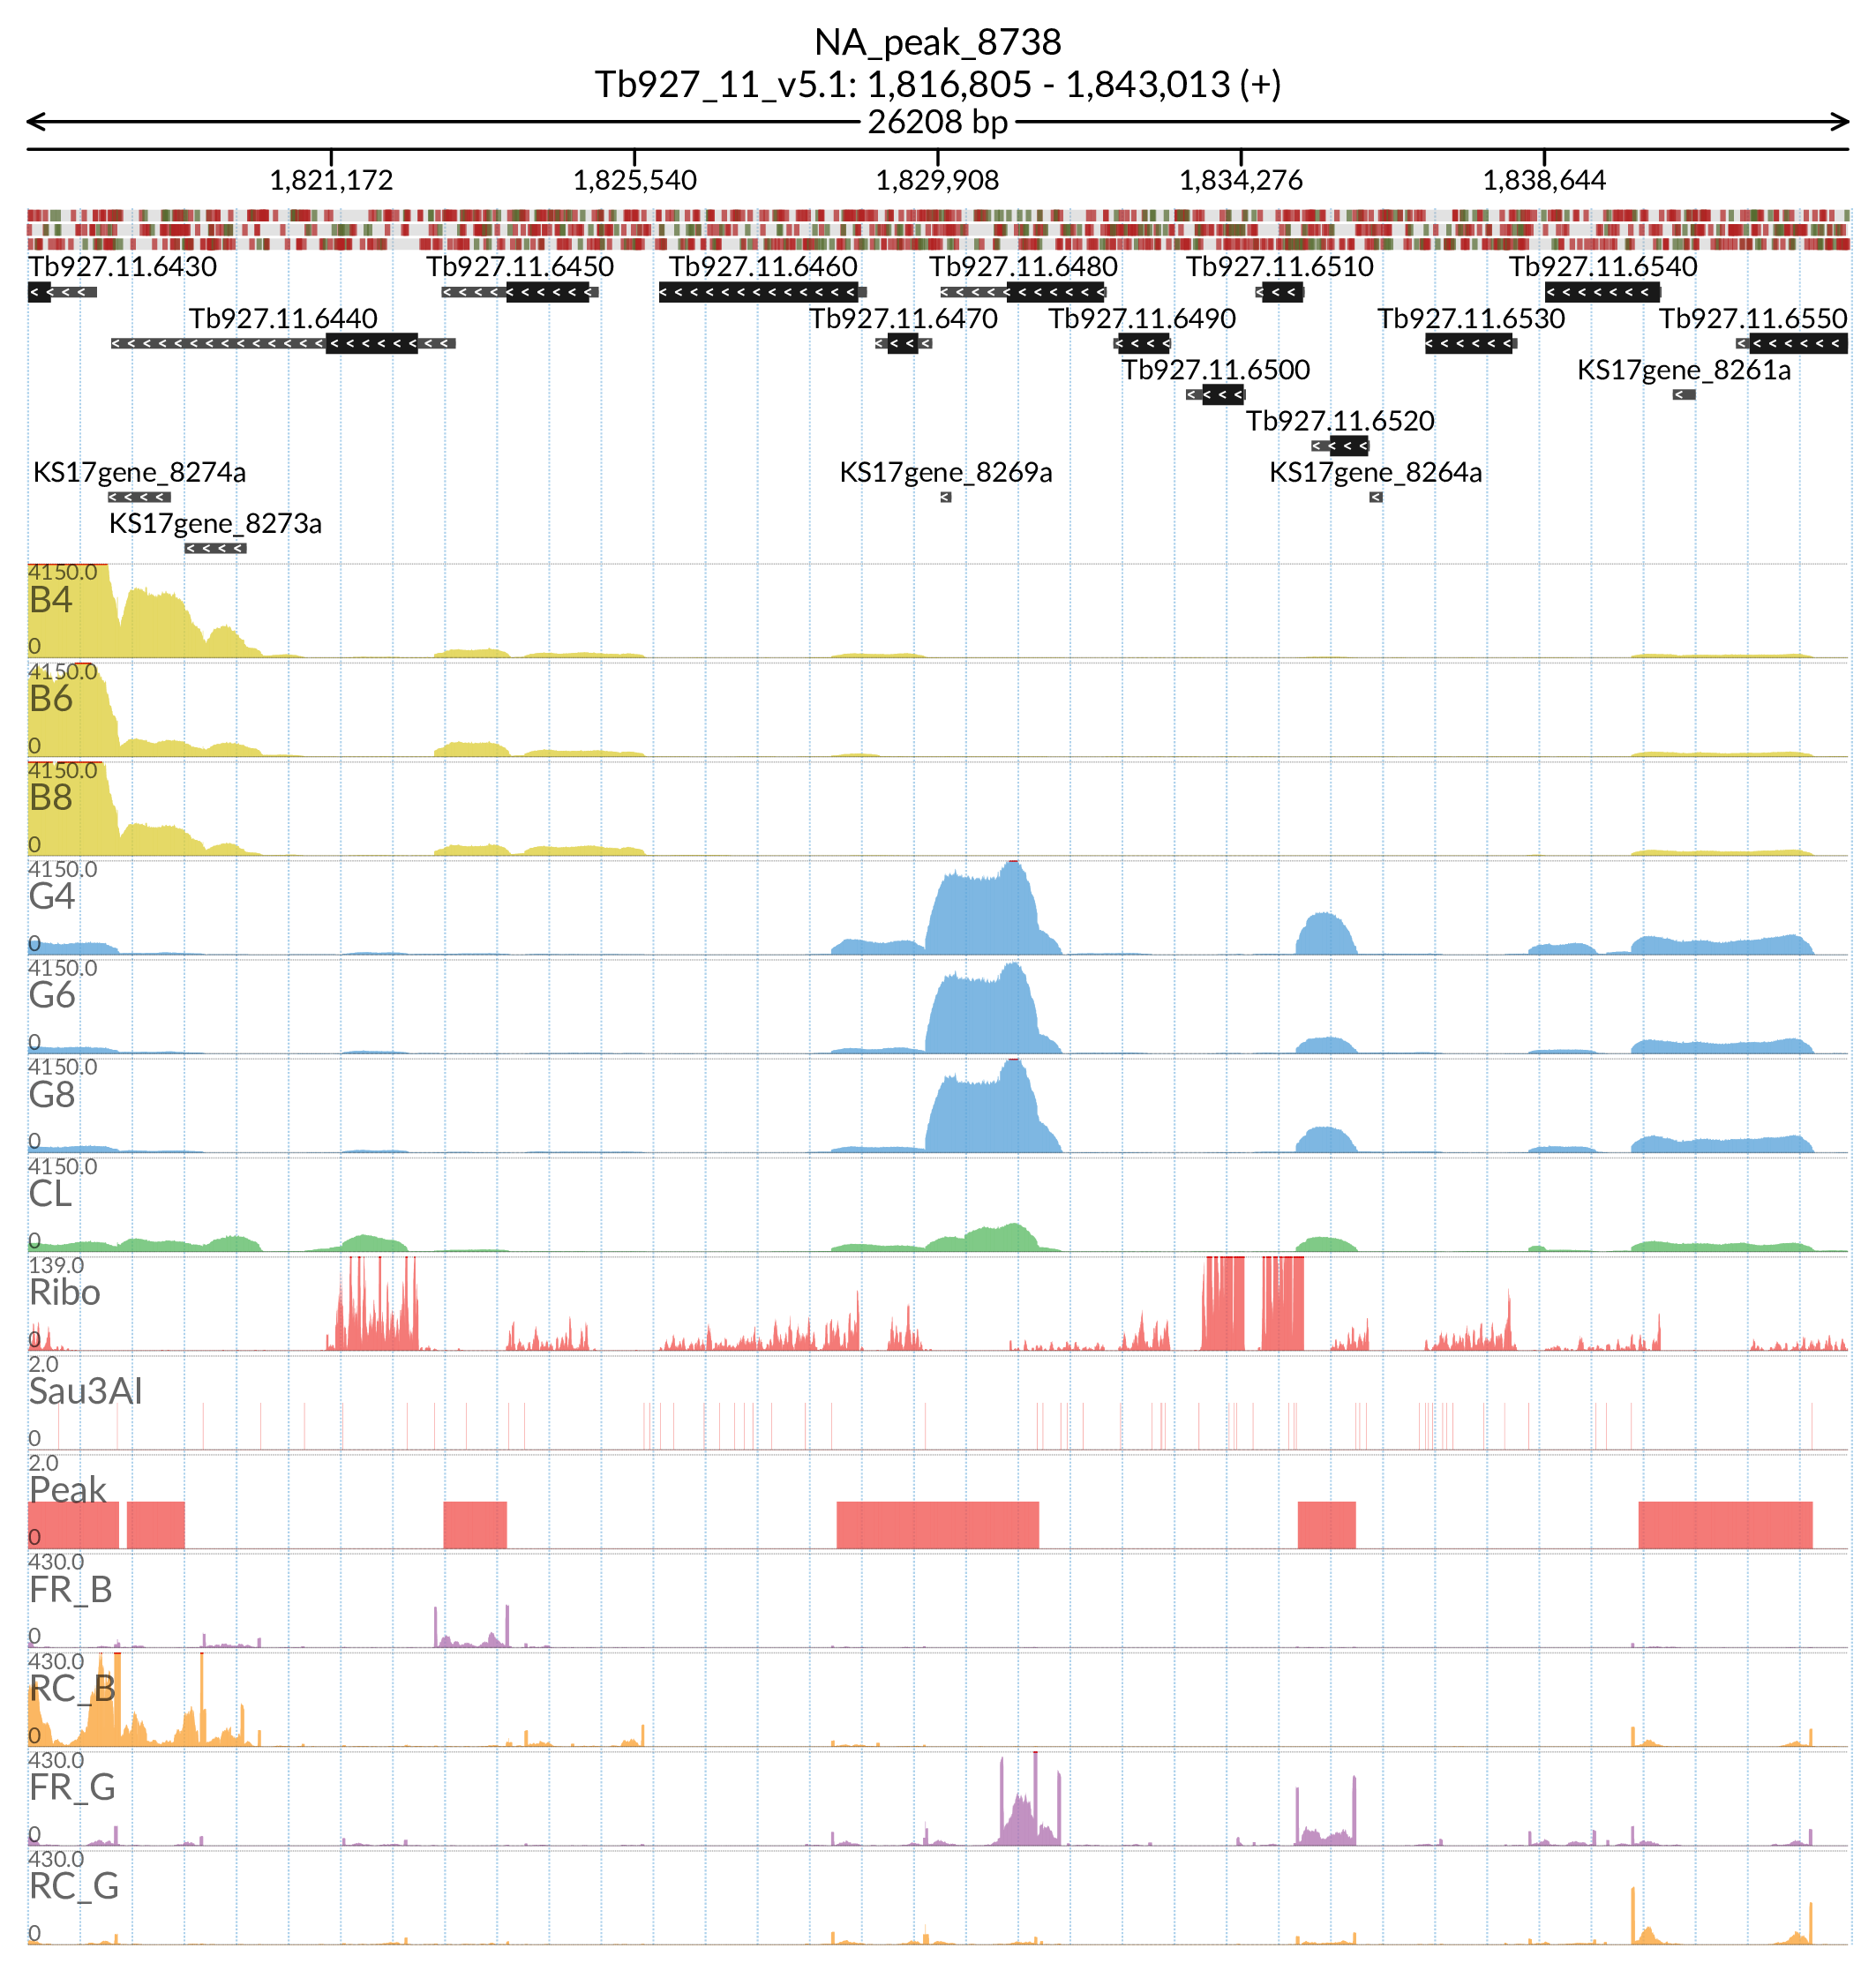 NA_peak_8738
Tb927_11_v5.1: 1,816,805 - 1,843,013 (+)
26208 bp
1,821,172 1,825,540 1,829,908 1,834,276 1,838,644
Tb927.11.6430 Tb927.11.6450 Tb927.11.6460 Tb927.11.6480 Tb927.11.6510 Tb927.11.6540
Tb927.11.6440 Tb927.11.6470 Tb927.11.6490 Tb927.11.6530 Tb927.11.6550
Tb927.11.6500 KS17gene_8261a
Tb927.11.6520
KS17gene_8274a KS17gene_8269a KS17gene_8264a
KS17gene_8273a
4150.0
B4
0
4150.0
B6
0
4150.0
B8
0
4150.0
G4
0
4150.0
G6
0
4150.0
G8
0
4150.0
CL
0
139.0
Ribo
0
2.0
Sau3AI
0
2.0
Peak
0
430.0
FR_B
0
430.0
RC_B
0
430.0
FR_G
0
430.0
RC_G
0